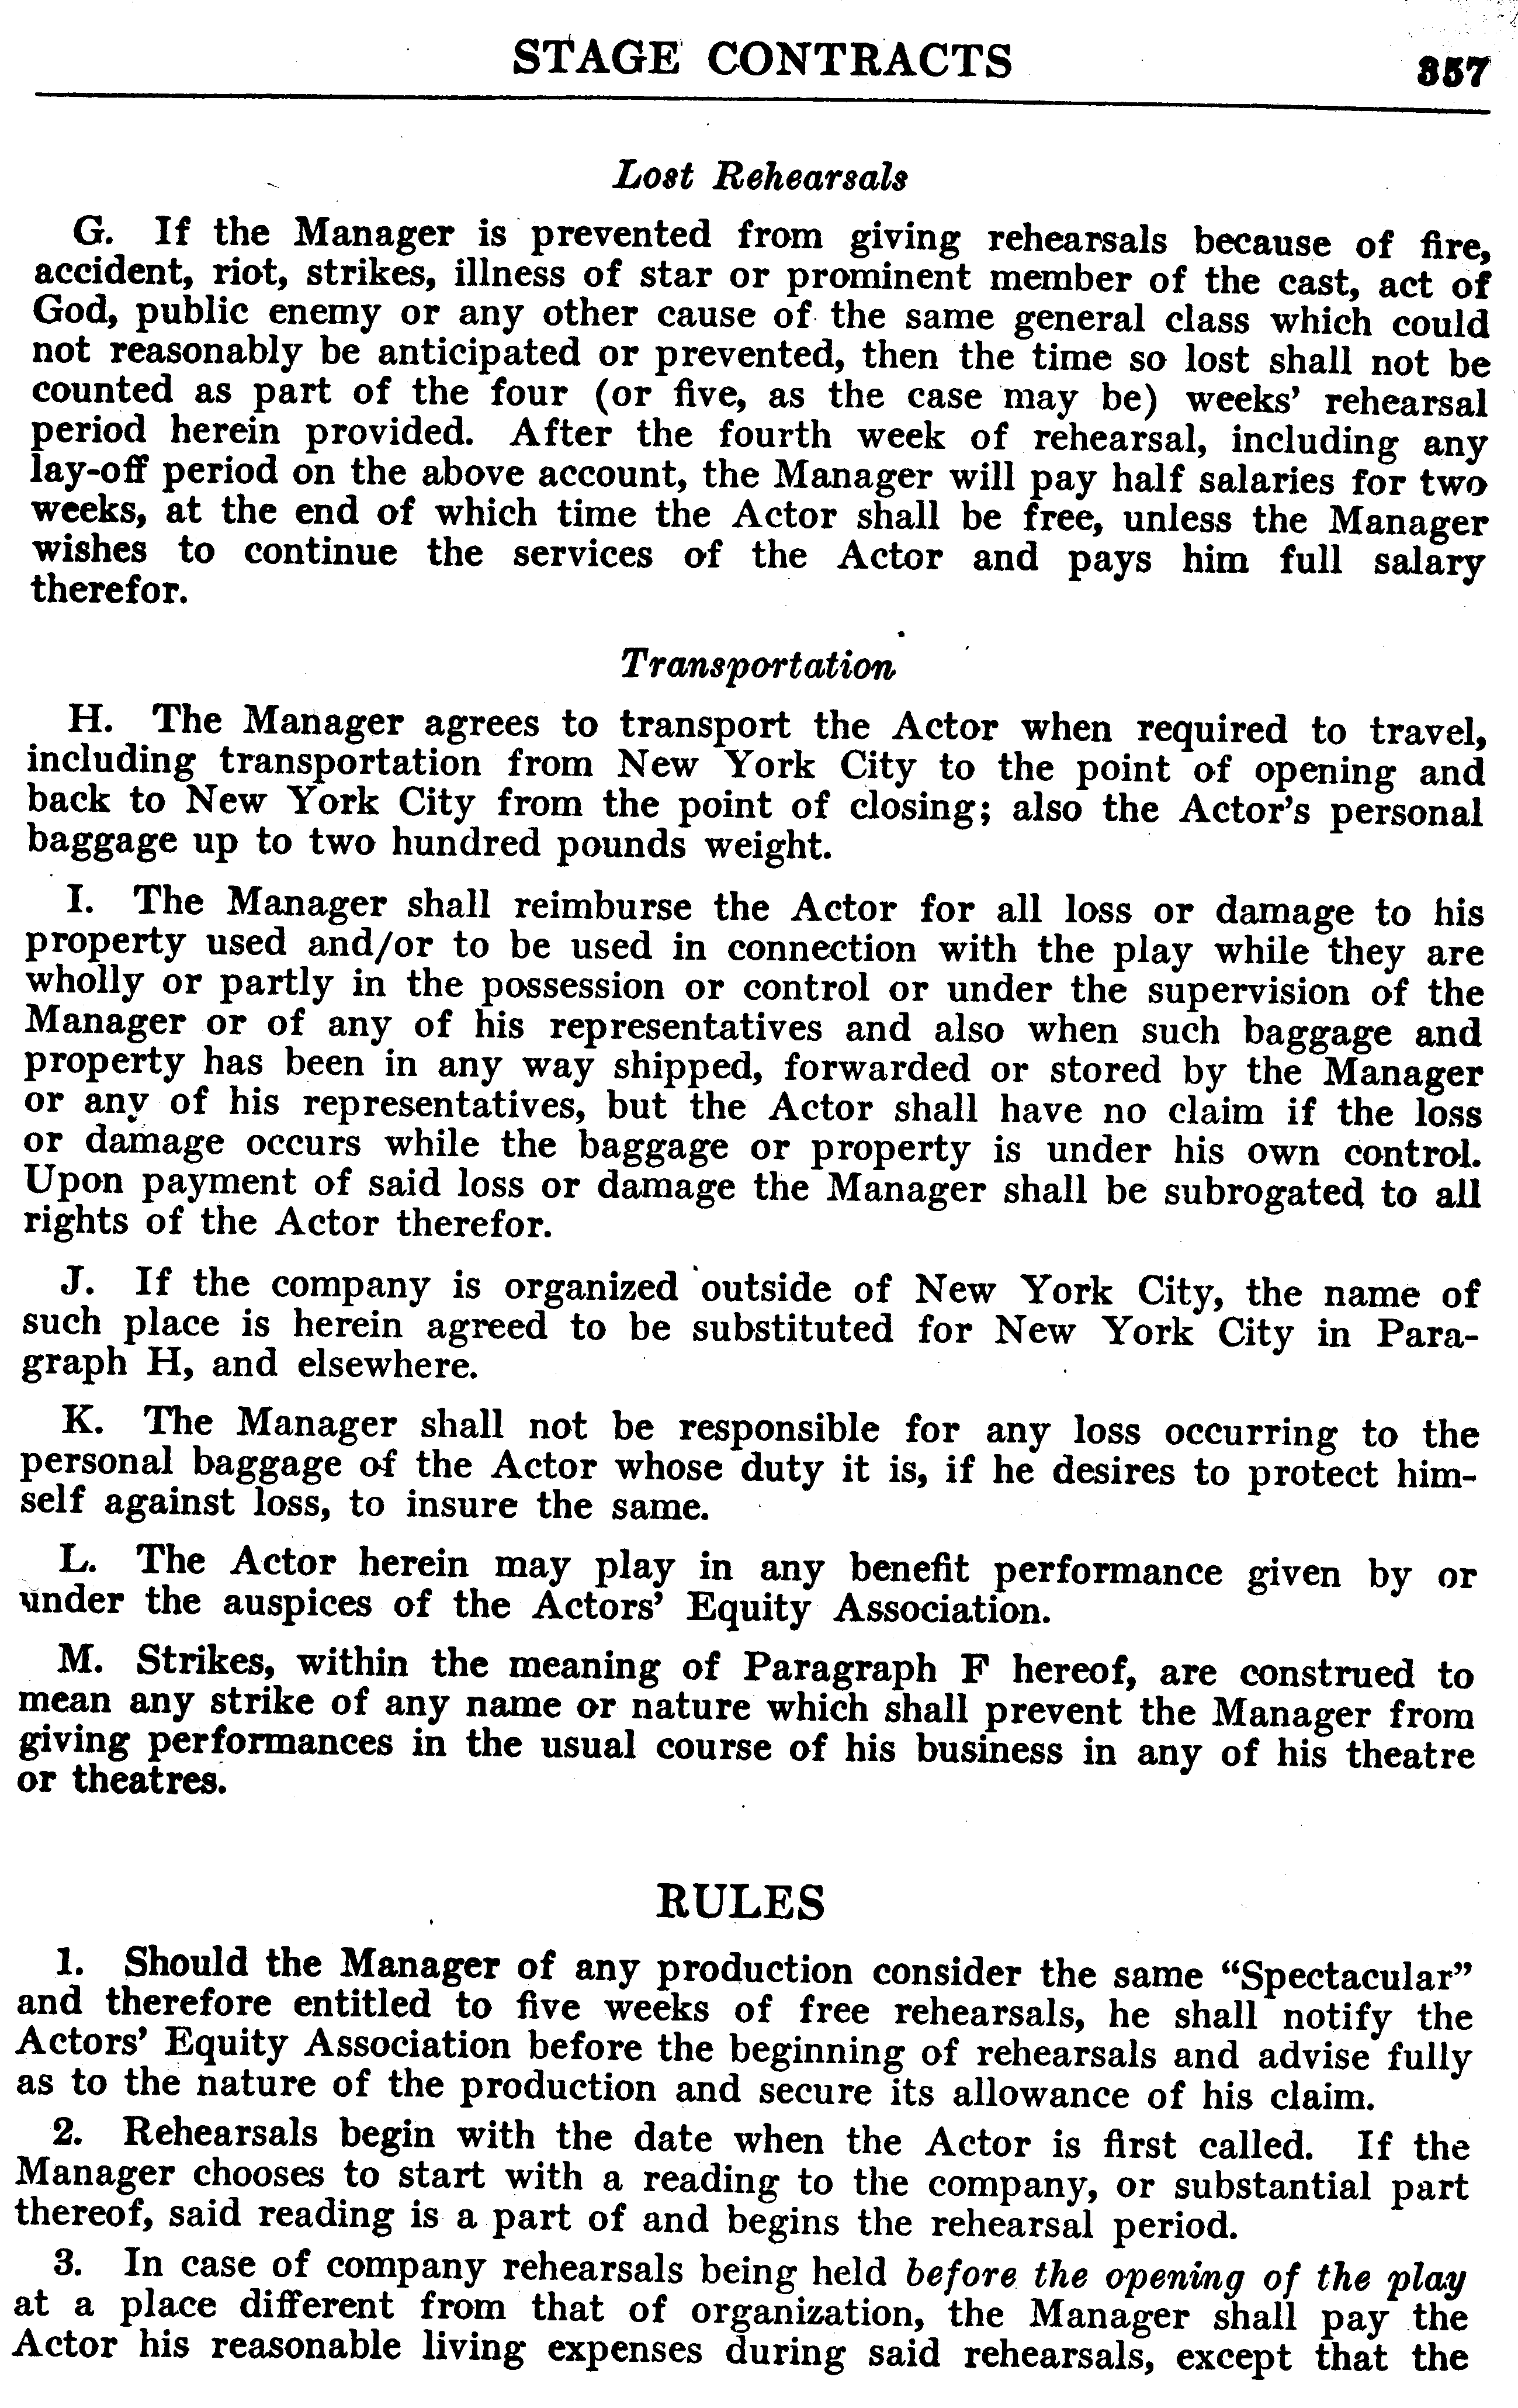 STAGE CONTRACTS 357
Lost Rehearsals
G. If the Manager is prevented from giving rehearsals because of fire,
accident, riot, strikes, illness of star or prominent member of the cast, act of
God, public enemy or any other cause of the same general class which could
not reasonably be anticipated or prevented, then the time so lost shall not be
counted as part of the four (or five, as the case may be) weeks' rehearsal
period herein provided. After the fourth week of rehearsal, including any
lay-off period on the above account, the Manager will pay half salaries for two
weeks, at the end of which time the Actor shall be free, unless the Manager
wishes to continue the services of the Actor and pays him full salary
therefor.
Transportation
H. The Manager agrees to transport the Actor when required to travel,
including transportation from New York City to the point of opening and
back to New York City from the point of closing; also the Actor's personal
baggage up to two hundred pounds weight.
I. The Manager shall reimburse the Actor for all loss or damage to his
property used and/or to be used in connection with the play while they are
wholly or partly in the possession or control or under the supervision of the
Manager or of any of his representatives and also when such baggage and
property has been in any way shipped, forwarded or stored by the Manager
or any of his representatives, but the Actor shall have no claim if the loss
or damage occurs while the baggage or property is under his own control.
Upon payment of said loss or damage the Manager shall be subrogated to all
rights of the Actor therefor.
J. If the company is organized outside of New York City, the name of
such place is herein agreed to be substituted for New York City in Para-
graph H, and elsewhere.
K. The Manager shall not be responsible for any loss occurring to the
personal baggage of the Actor whose duty it is, if he desires to protect him-
self against loss, to insure the same.
L. The Actor herein may play in any benefit performance given by or
under the auspices of the Actors' Equity Association.
M. Strikes, within the meaning of Paragraph F hereof, are construed to
mean any strike of any name or nature which shall prevent the Manager from
giving performances in the usual course of his business in any of his theatre
or theatres.
RULES
1. Should the Manager of any production consider the same "Spectacular"
and therefore entitled to five weeks of free rehearsals, he shall notify the
Actors' Equity Association before the beginning of rehearsals and advise fully
as to the nature of the production and secure its allowance of his claim.
2. Rehearsals begin with the date when the Actor is first called. If the
Manager chooses to start with a reading to the company, or substantial part
thereof, said reading is a part of and begins the rehearsal period.
3. In case of company rehearsals being held before the opening of the play
at a place different from that of organization, the Manager shall pay the
Actor his reasonable living expenses during said rehearsals, except that the